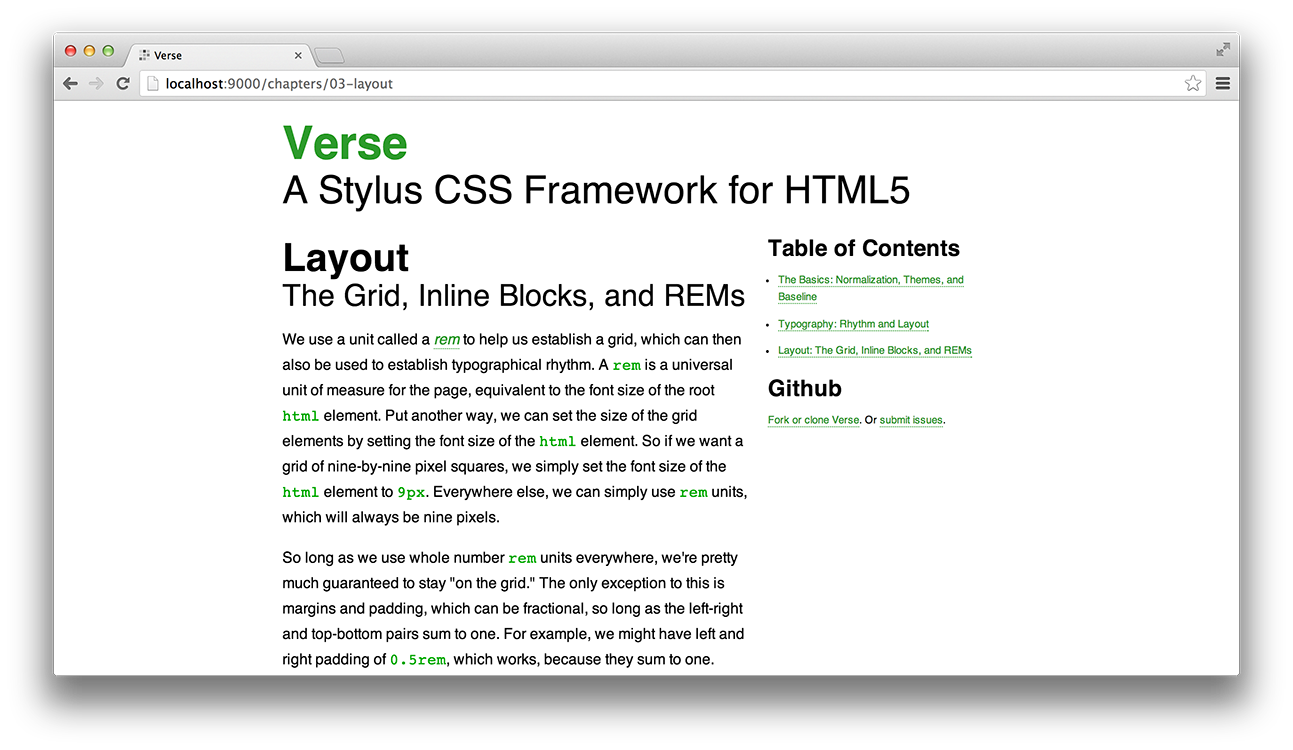 Verse
localhost:9000/chapters/03-layout
Verse
A Stylus CSS Framework for HTML5
Layout
The Grid, Inline Blocks, and REMs
We use a unit called a rem to help us establish a grid, which can then
also be used to establish typographical rhythm. A rem is a universal
unit of measure for the page, equivalent to the font size of the root
html element. Put another way, we can set the size of the grid
elements by setting the font size of the html element. So if we want a
grid of nine-by-nine pixel squares, we simply set the font size of the
html element to 9px. Everywhere else, we can simply use rem units,
which will always be nine pixels.
So long as we use whole number rem units everywhere, we're pretty
much guaranteed to stay "on the grid." The only exception to this is
margins and padding, which can be fractional, so long as the left-right
and top-bottom pairs sum to one. For example, we might have left and
right padding of 0.5rem, which works, because they sum to one.
Table of Contents
The Basics: Normalization, Themes, and
Baseline
Typography: Rhythm and Layout
Layout: The Grid, Inline Blocks, and REMs
Github
Fork or clone Verse. Or submit issues.